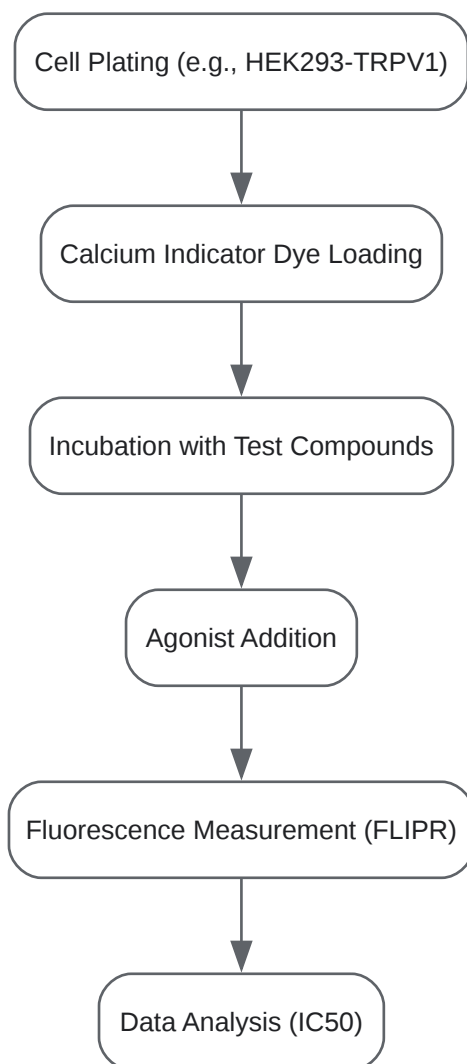 Cell Plating (e.g., HEK293-TRPV1)
Calcium Indicator Dye Loading
Incubation with Test Compounds
Agonist Addition
Fluorescence Measurement (FLIPR)
Data Analysis (IC50)